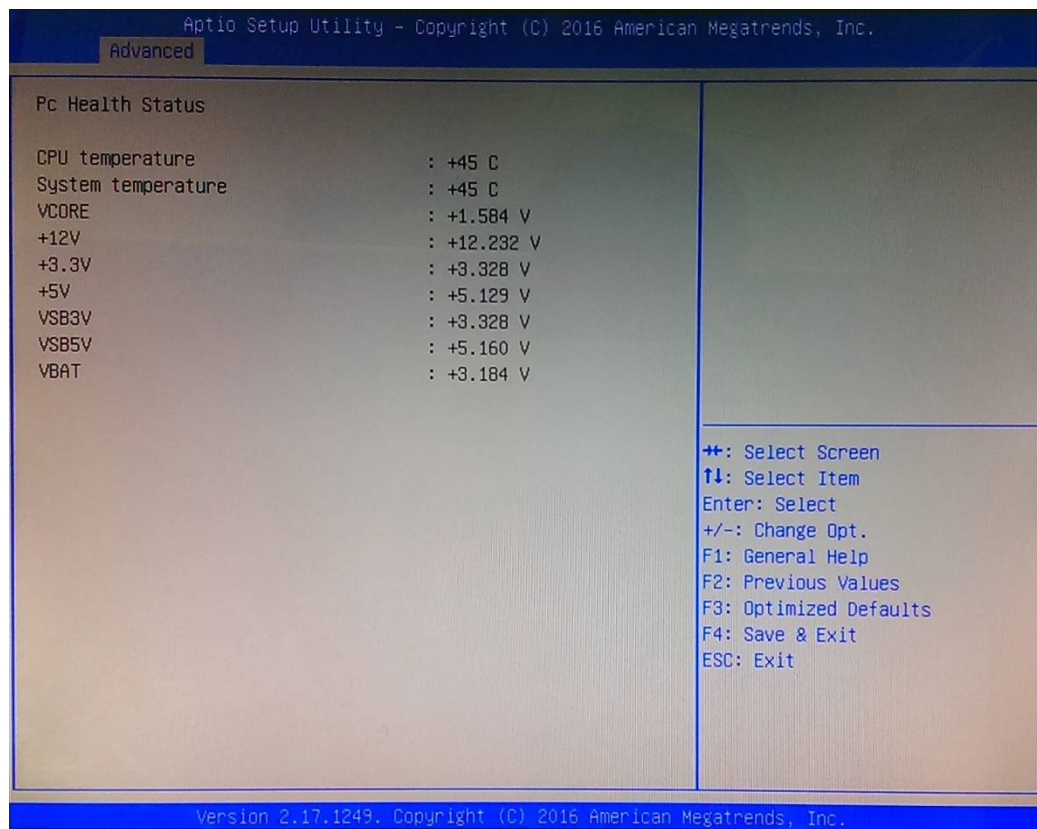 Aptio Setup Utility – Copyright (C) 2016 American Megatrends, Inc.
Advanced
Pc Health Status
CPU temperature : +45 C
System temperature : +45 C
VCORE : +1.584 V
+12V : +12.232 V
+3.3V : +3.328 V
+5V : +5.129 V
VSB3V : +3.328 V
VSB5V : +5.160 V
VBAT : +3.184 V
→←: Select Screen
↑↓: Select Item
Enter: Select
+/-: Change Opt.
F1: General Help
F2: Previous Values
F3: Optimized Defaults
F4: Save & Exit
ESC: Exit
Version 2.17.1249. Copyright (C) 2016 American Megatrends, Inc.